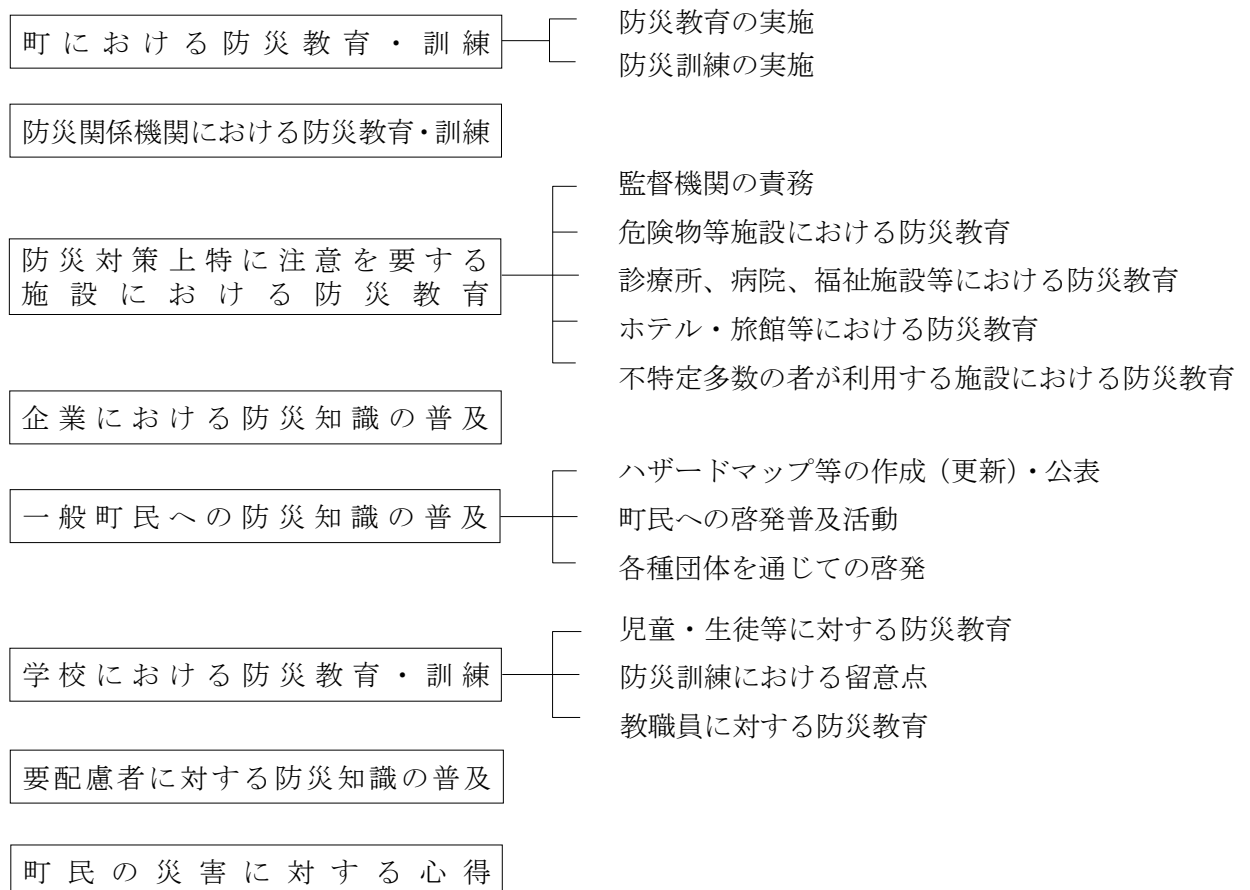 町における防災教育・訓練
防災教育の実施
防災訓練の実施
防災関係機関における防災教育・訓練
防災対策上特に注意を要する
施設における防災教育
監督機関の責務
危険物等施設における防災教育
診療所、病院、福祉施設等における防災教育
ホテル・旅館等における防災教育
不特定多数の者が利用する施設における防災教育
企業における防災知識の普及
一般町民への防災知識の普及
ハザードマップ等の作成（更新）・公表
町民への啓発普及活動
各種団体を通じての啓発
学校における防災教育・訓練
児童・生徒等に対する防災教育
防災訓練における留意点
教職員に対する防災教育
要配慮者に対する防災知識の普及
町民の災害に対する心得